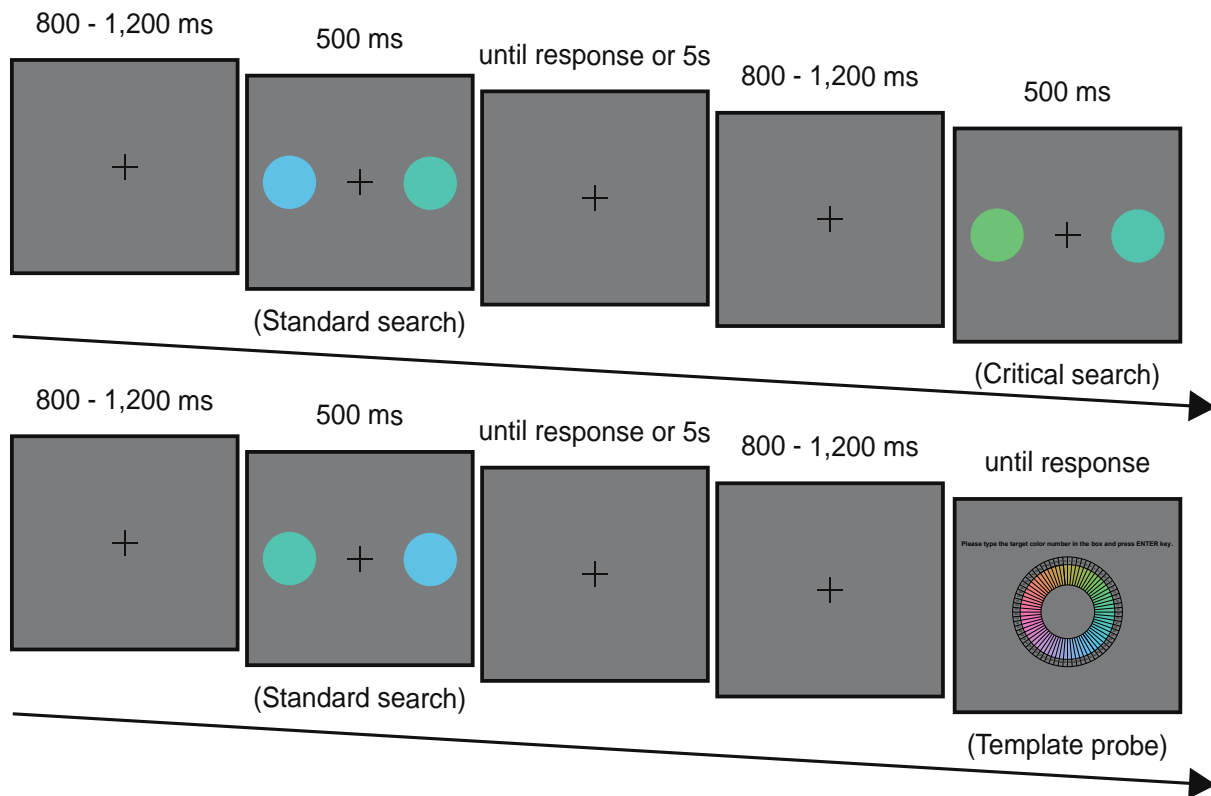 800 - 1,200 ms
500 ms
until response or 5s
800 - 1,200 ms
500 ms
(Standard search)
(Critical search)
800 - 1,200 ms
500 ms
until response or 5s
800 - 1,200 ms
until response
Please type the target color number in the box and press ENTER key.
(Standard search)
(Template probe)